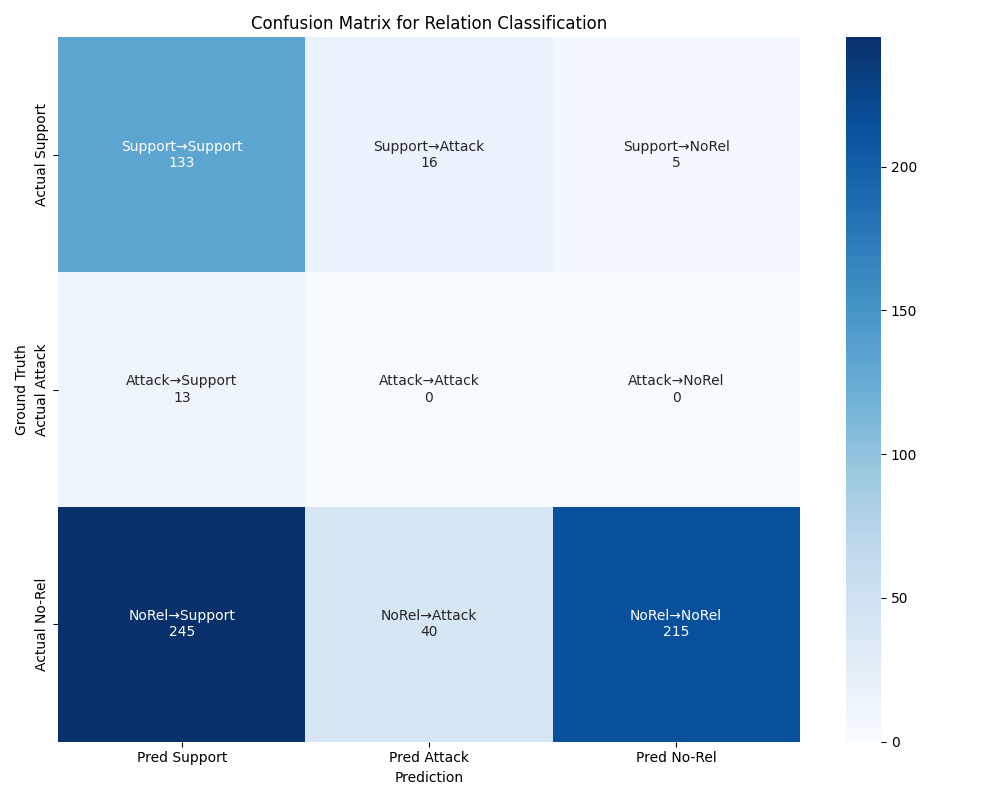 Confusion Matrix for Relation Classification
Ground Truth
Actual Support
Support→Support
133
Support→Attack
16
Support→NoRel
5
Actual Attack
Attack→Support
13
Attack→Attack
0
Attack→NoRel
0
Actual No-Rel
NoRel→Support
245
NoRel→Attack
40
NoRel→NoRel
215
Pred Support
Pred Attack
Pred No-Rel
Prediction
200
150
100
50
0